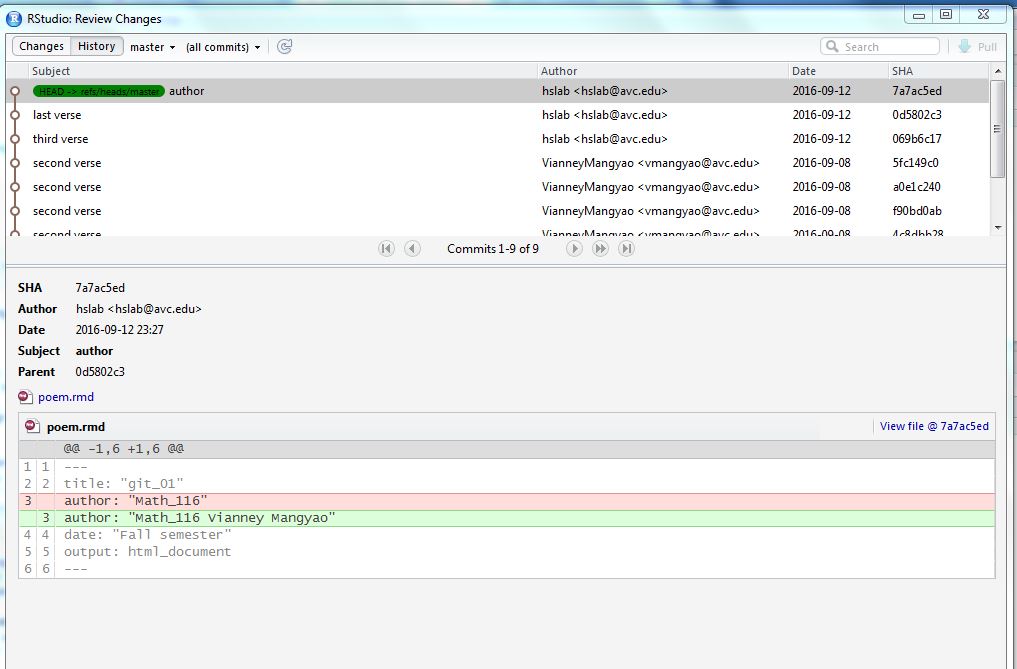 RStudio: Review Changes
Changes History master (all commits) Search Pull
Subject Author Date SHA
HEAD -> refs/heads/master author hslab <hslab@avc.edu> 2016-09-12 7a7ac5ed
last verse hslab <hslab@avc.edu> 2016-09-12 0d5802c3
third verse hslab <hslab@avc.edu> 2016-09-12 069b6c17
second verse VianneyMangyao <vmangyao@avc.edu> 2016-09-08 5fc149c0
second verse VianneyMangyao <vmangyao@avc.edu> 2016-09-08 a0e1c240
second verse VianneyMangyao <vmangyao@avc.edu> 2016-09-08 f90bd0ab
second verse VianneyMangyao <vmangyao@avc.edu> 2016-09-08
Commits 1-9 of 9
SHA 7a7ac5ed
Author hslab <hslab@avc.edu>
Date 2016-09-12 23:27
Subject author
Parent 0d5802c3
poem.rmd
poem.rmd View file @ 7a7ac5ed
@@ -1,6 +1,6 @@
1 1 ---
2 2 title: "git_01"
3 author: "Math_116"
3 author: "Math_116 Vianney Mangyao"
4 4 date: "Fall semester"
5 5 output: html_document
6 6 ---